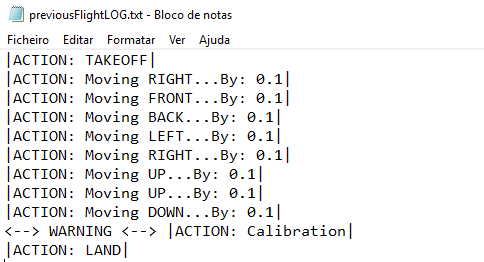 previousFlightLOG.txt - Bloco de notas
Ficheiro Editar Formatar Ver Ajuda
|ACTION: TAKEOFF|
|ACTION: Moving RIGHT...By: 0.1|
|ACTION: Moving FRONT...By: 0.1|
|ACTION: Moving BACK...By: 0.1|
|ACTION: Moving LEFT...By: 0.1|
|ACTION: Moving RIGHT...By: 0.1|
|ACTION: Moving UP...By: 0.1|
|ACTION: Moving UP...By: 0.1|
|ACTION: Moving DOWN...By: 0.1|
<--> WARNING <--> |ACTION: Calibration|
|ACTION: LAND|